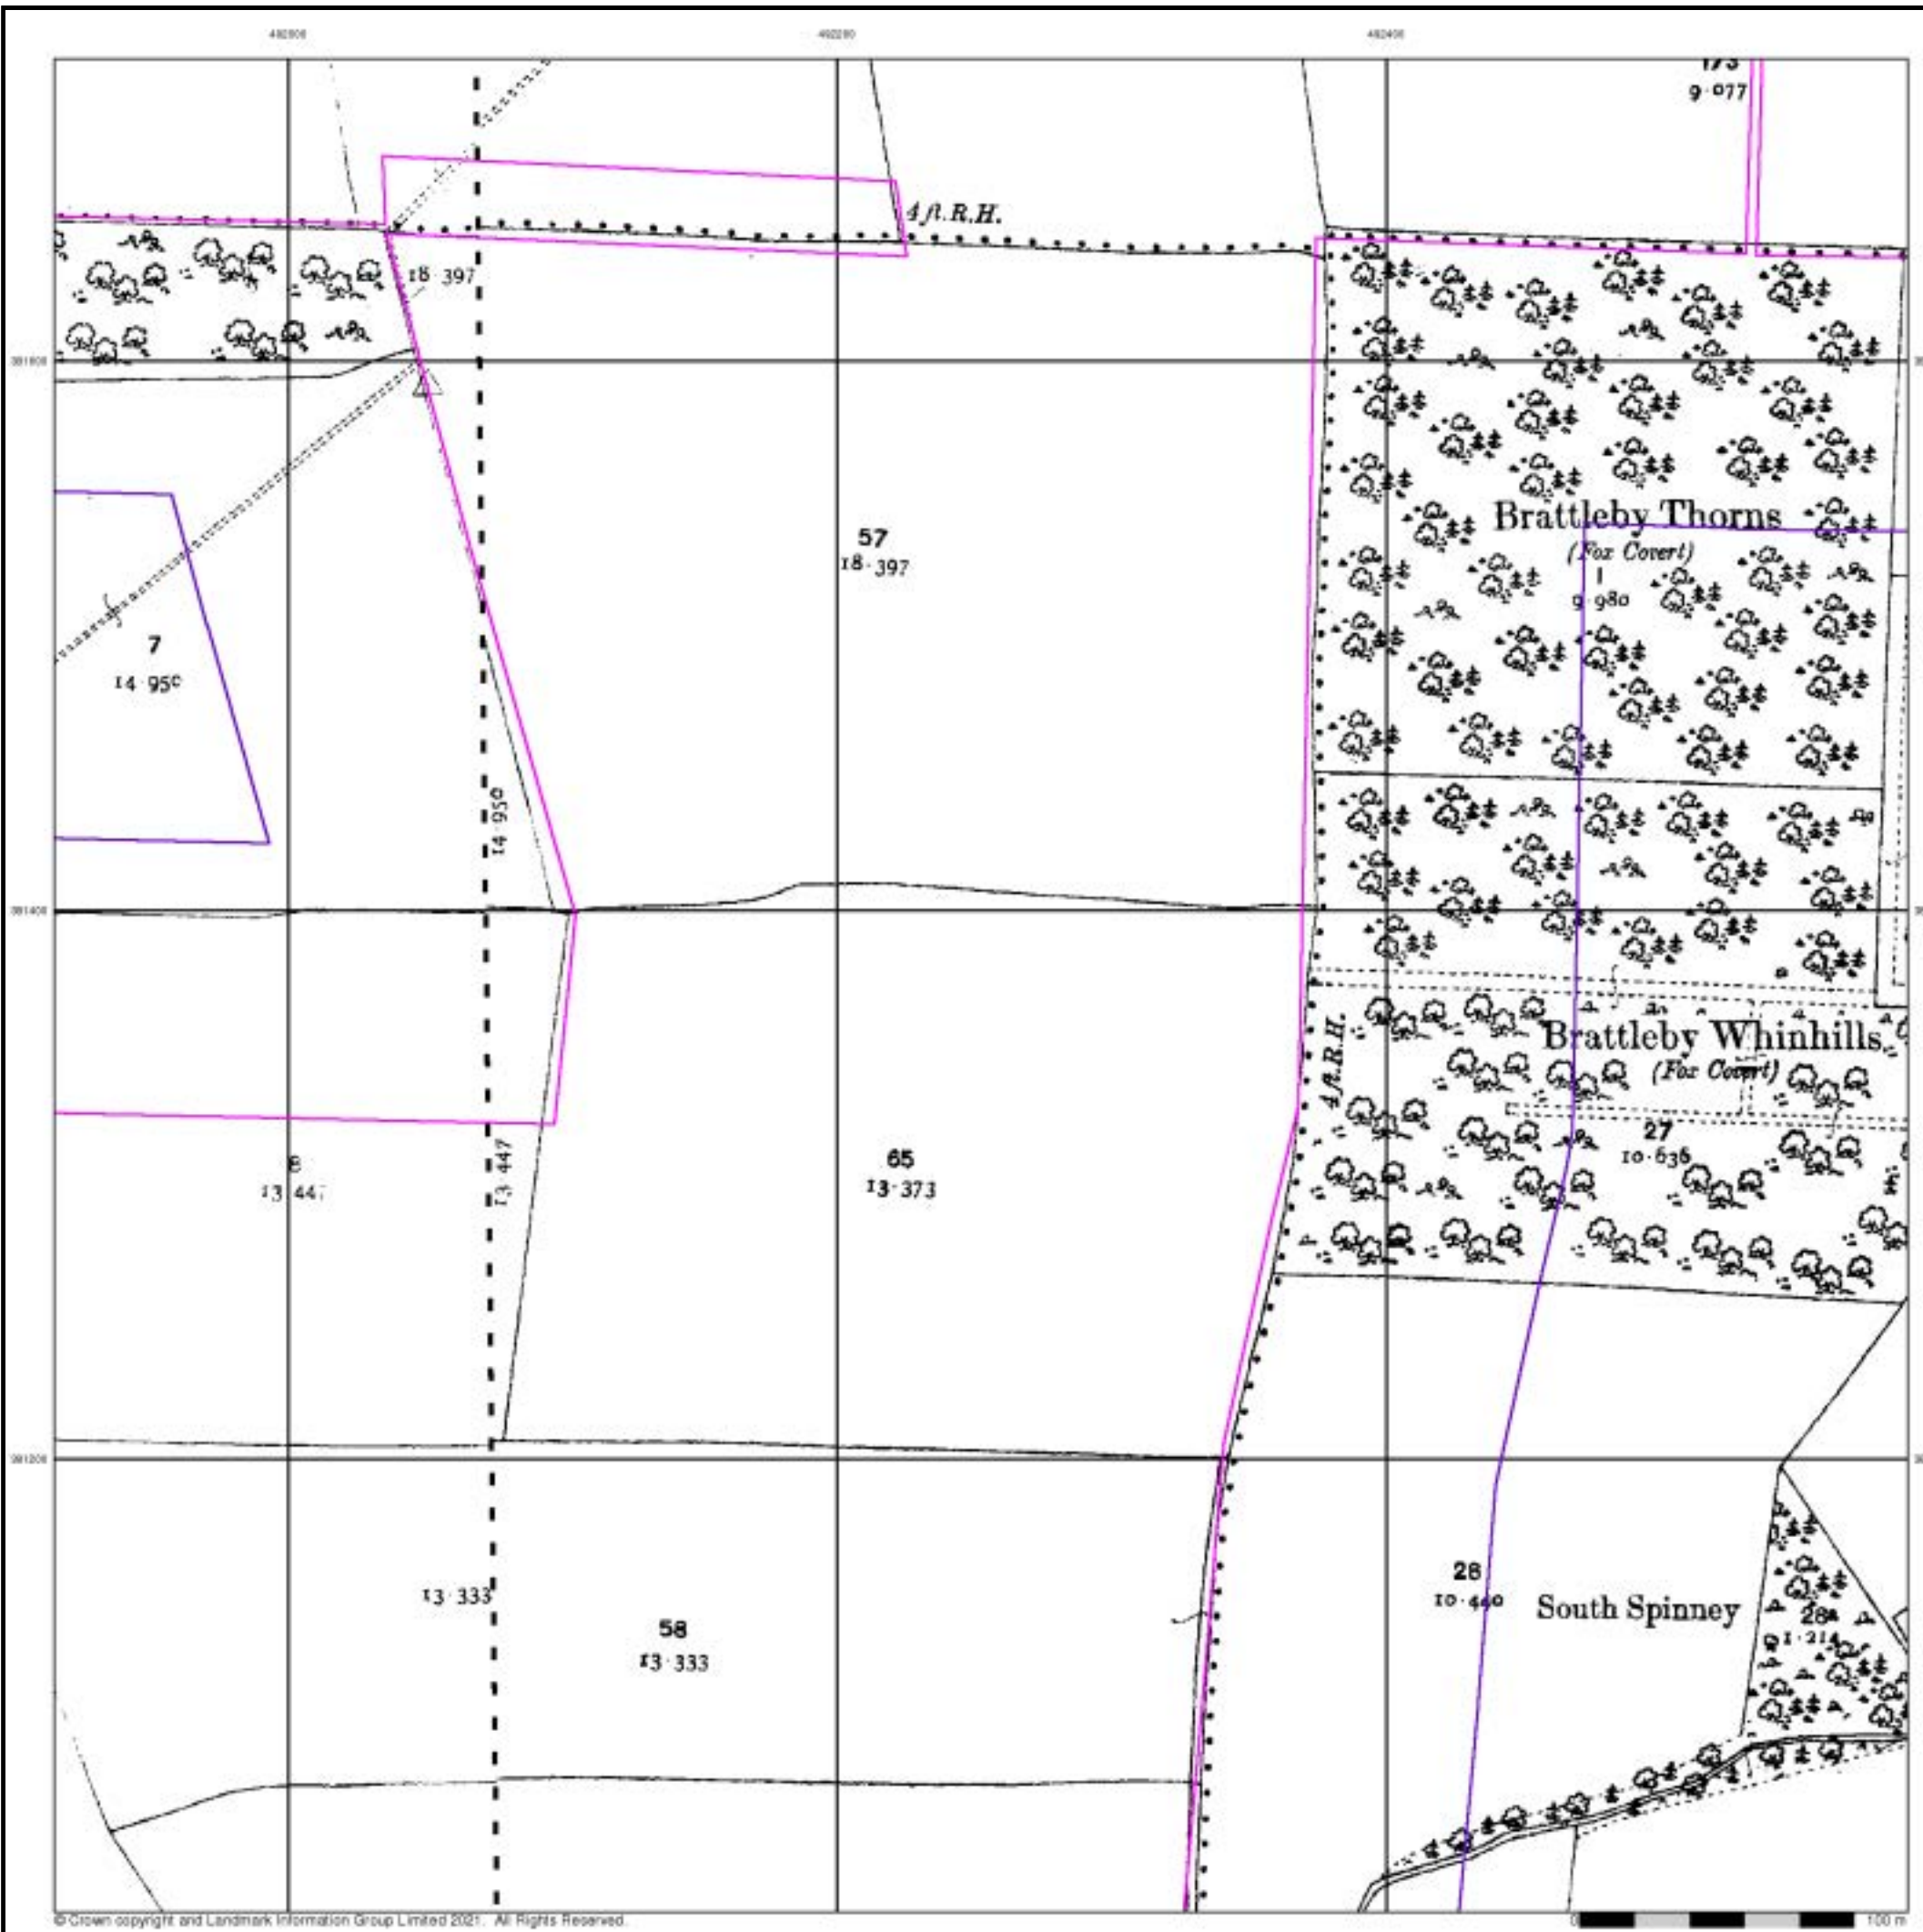 492200
492400
9·077
4 ft. R.H.
18·397
57
18·397
Brattleby Thorns
(Fox Covert)
1
9·980
7
14·950
14·950
Brattleby Whinhills
(Fox Covert)
4 ft. R.H.
27
10·636
65
13·373
8
13·447
13·447
28
10·440
South Spinney
28a
1·214
13·333
58
13·333
© Crown copyright and Landmark Information Group Limited 2021. All Rights Reserved.
0
100 m